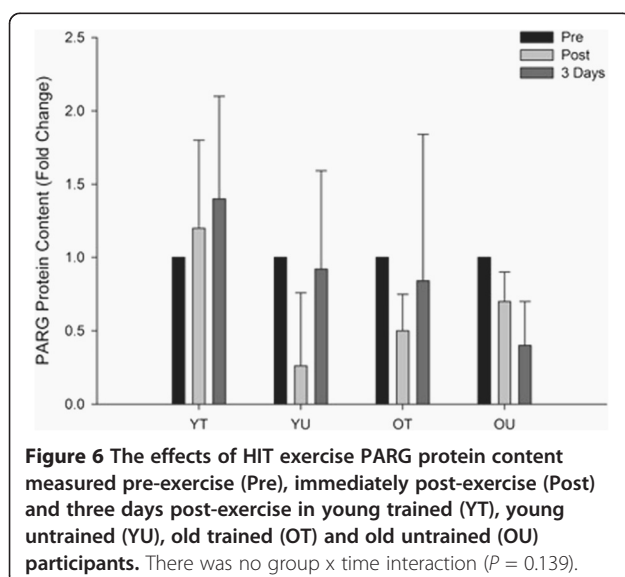 2.5
2.0
1.5
1.0
0.5
0.0
PARG Protein Content (Fold Change)
Pre
Post
3 Days
YT
YU
OT
OU
Figure 6 The effects of HIT exercise PARG protein content
measured pre-exercise (Pre), immediately post-exercise (Post)
and three days post-exercise in young trained (YT), young
untrained (YU), old trained (OT) and old untrained (OU)
participants. There was no group x time interaction (P = 0.139).